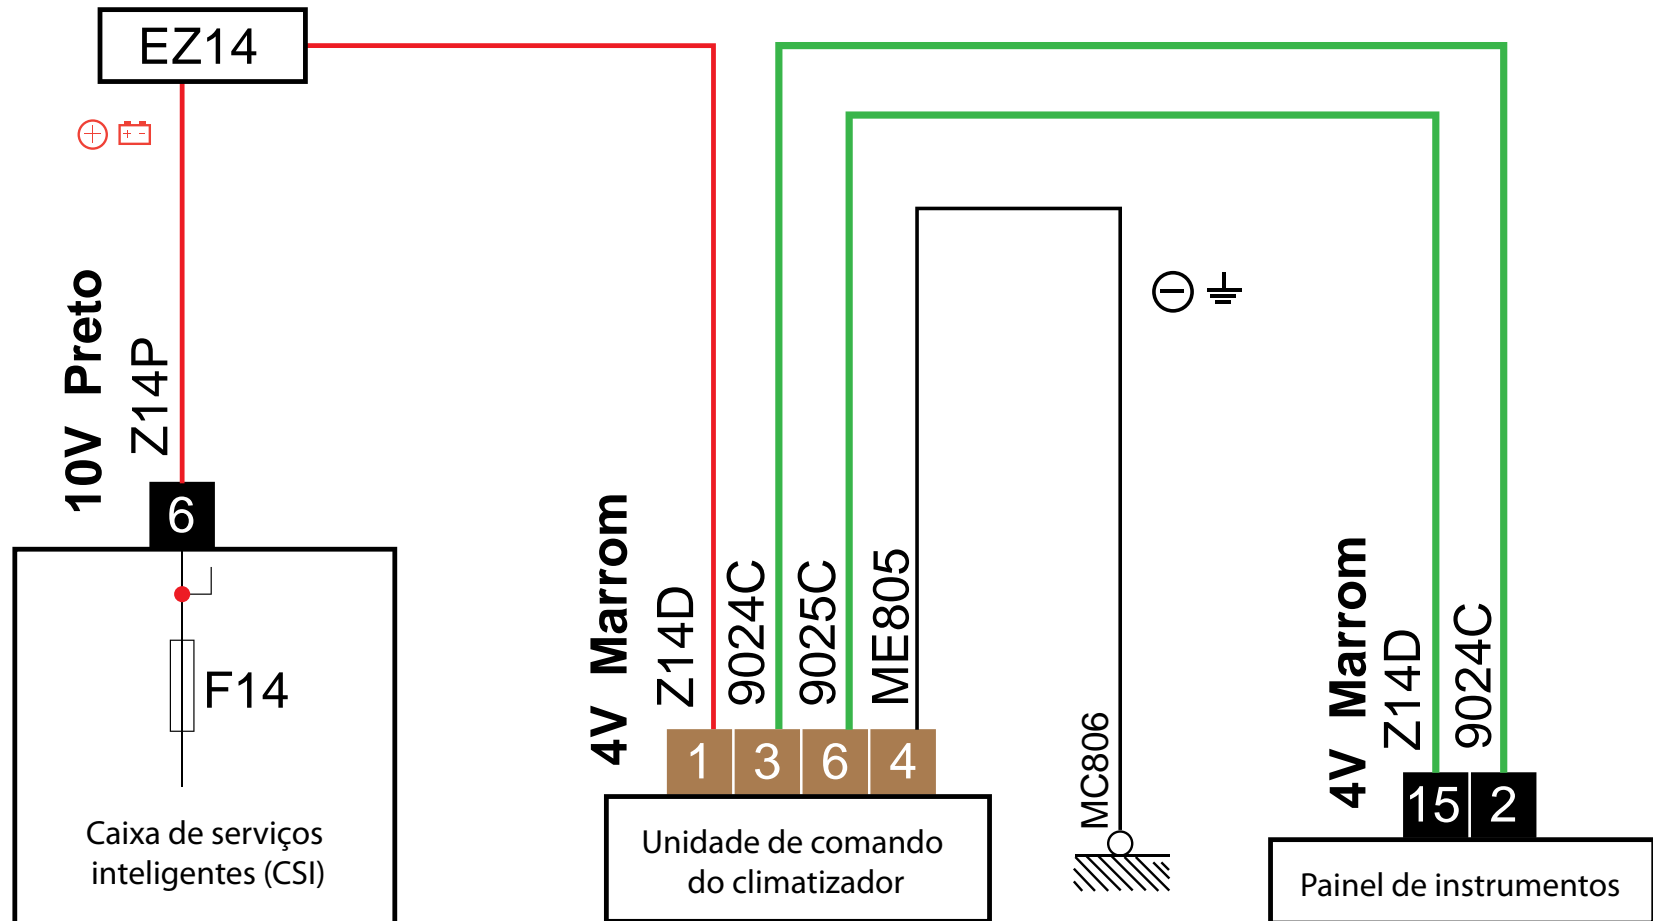 EZ14
10V Preto
Z14P
6
F14
Caixa de serviços
inteligentes (CSI)
4V Marrom
Z14D
9024C
9025C
ME805
1 3 6 4
Unidade de comando
do climatizador
MC806
4V Marrom
Z14D
9024C
15 2
Painel de instrumentos